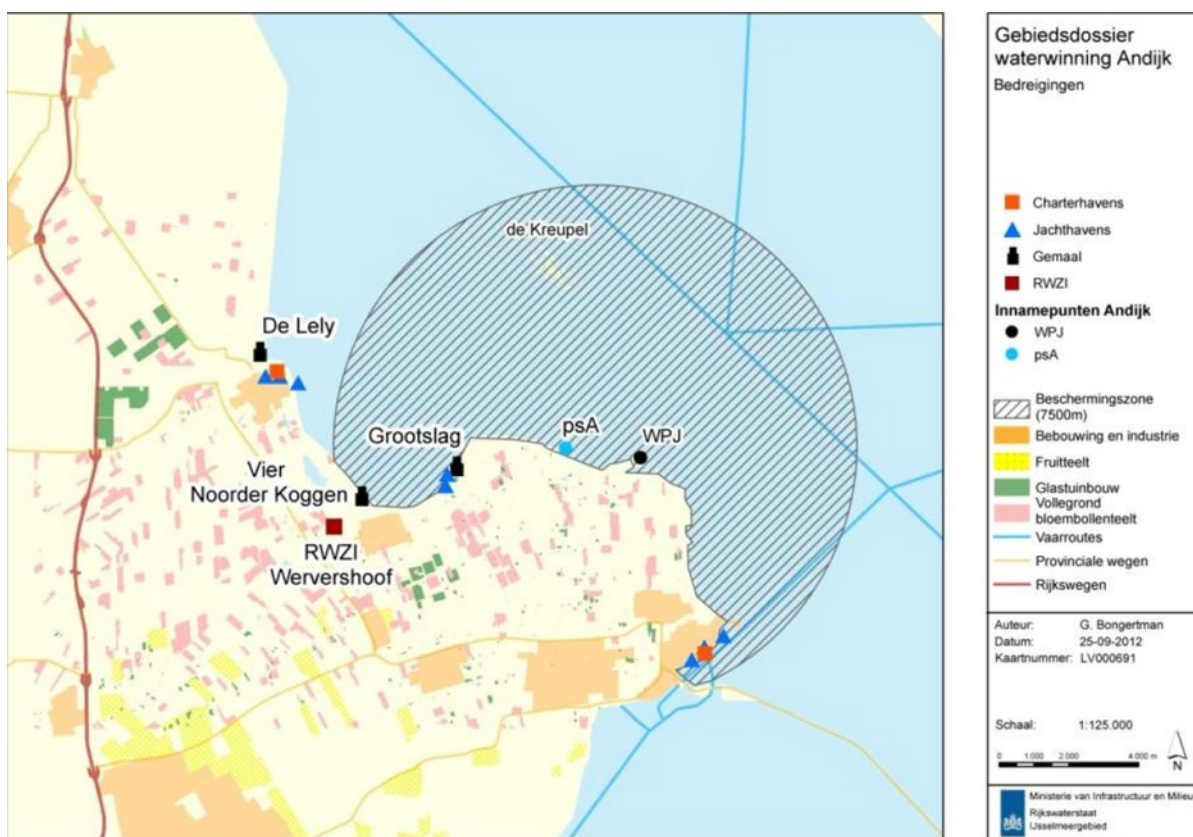 Gebiedsdossier
waterwinning Andijk
Bedreigingen
Charterhavens
Jachthavens
Gemaal
RWZI
Innamepunten Andijk
WPJ
psA
Beschermingszone
(7500m)
Bebouwing en industrie
Fruitteelt
Glastuinbouw
Vollegrond
bloembollenteelt
Vaarroutes
Provinciale wegen
Rijkswegen
Auteur: G. Bongertman
Datum: 25-09-2012
Kaartnummer: LV000691
Schaal: 1:125.000
0 1.000 2.000 4.000 m
N
Ministerie van Infrastructuur en Milieu
Rijkswaterstaat
IJsselmeergebied
de Kreupel
De Lely
Grootslag
psA
WPJ
Vier
Noorder Koggen
RWZI
Wervershoof